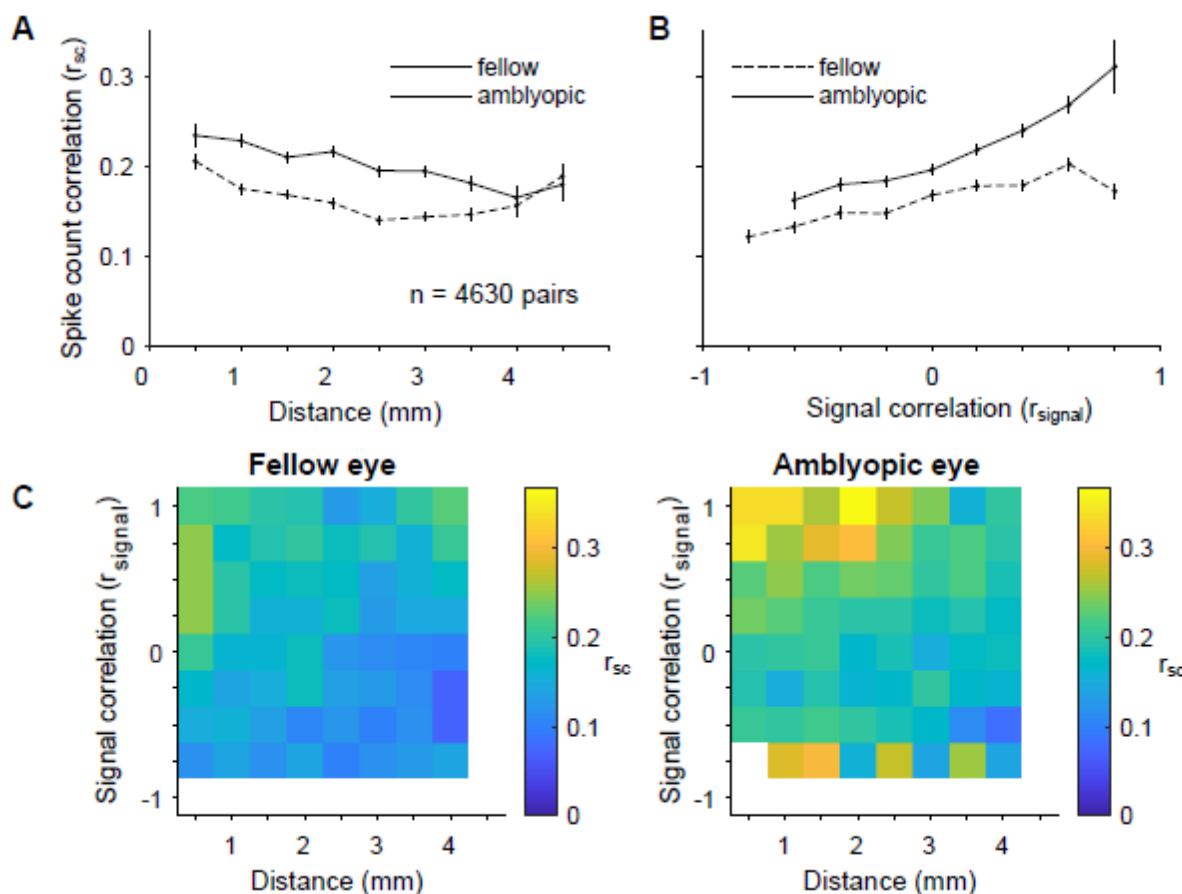 A
B
Spike count correlation (rsc)
0.3
0.2
0.1
0
fellow
amblyopic
n = 4630 pairs
0
1
2
3
4
Distance (mm)
fellow
amblyopic
-1
0
1
Signal correlation (rsignal)
C
Fellow eye
Signal correlation (rsignal)
1
0
-1
1
2
3
4
Distance (mm)
0.3
0.2
rsc
0.1
0
Amblyopic eye
Signal correlation (rsignal)
1
0
-1
1
2
3
4
Distance (mm)
0.3
0.2
rsc
0.1
0